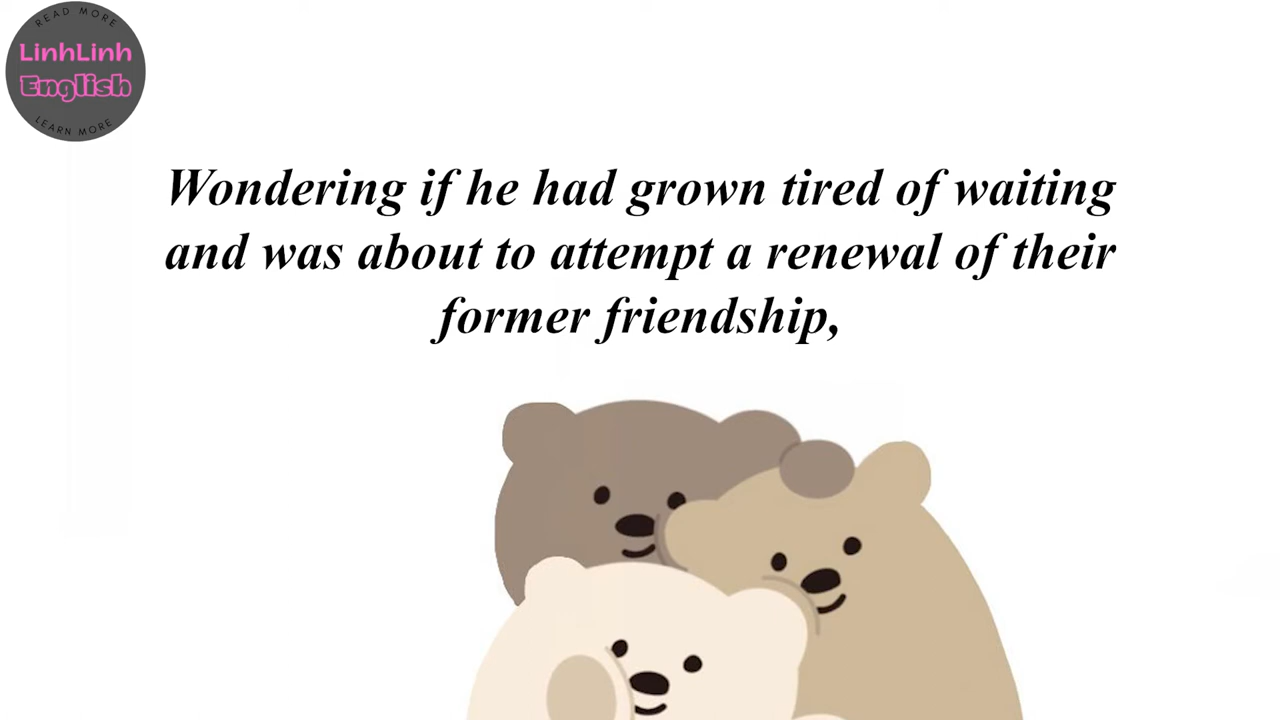 READ MORE
LinhLinh
English
LEARN MORE
Wondering if he had grown tired of waiting
and was about to attempt a renewal of their
former friendship,